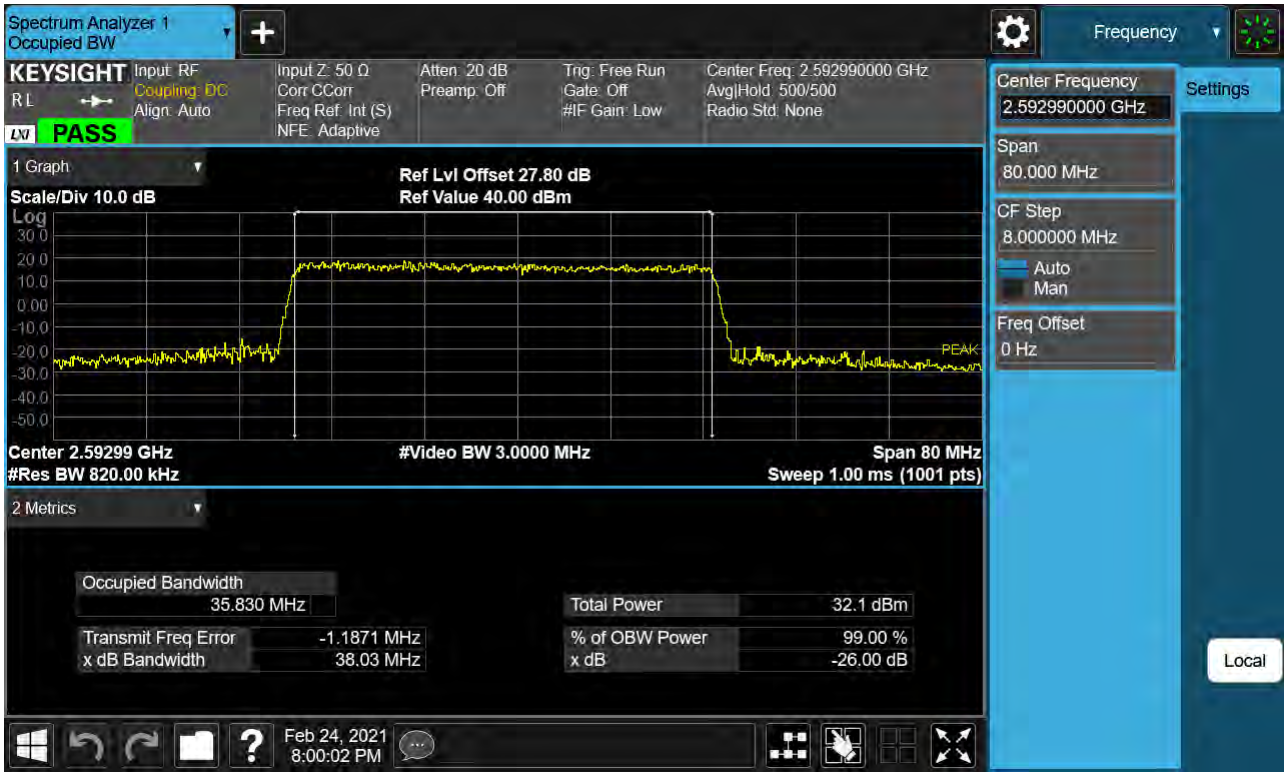 Spectrum Analyzer 1
Occupied BW
Frequency
KEYSIGHT
RL
LXI
PASS
Input: RF
Coupling: DC
Align: Auto
Input Z: 50 Ω
Corr CCorr
Freq Ref: Int (S)
NFE: Adaptive
Atten: 20 dB
Preamp: Off
Trig: Free Run
Gate: Off
#IF Gain: Low
Center Freq: 2.592990000 GHz
Avg|Hold: 500/500
Radio Std: None
Center Frequency
2.592990000 GHz
Settings
Span
80.000 MHz
CF Step
8.000000 MHz
Auto
Man
Freq Offset
0 Hz
Local
1 Graph
Scale/Div 10.0 dB
Ref Lvl Offset 27.80 dB
Ref Value 40.00 dBm
Log
30.0
20.0
10.0
0.00
-10.0
-20.0
-30.0
-40.0
-50.0
PEAK
Center 2.59299 GHz
#Video BW 3.0000 MHz
Span 80 MHz
#Res BW 820.00 kHz
Sweep 1.00 ms (1001 pts)
2 Metrics
Occupied Bandwidth
35.830 MHz
Total Power 32.1 dBm
Transmit Freq Error -1.1871 MHz
% of OBW Power 99.00 %
x dB Bandwidth 38.03 MHz
x dB -26.00 dB
Feb 24, 2021
8:00:02 PM